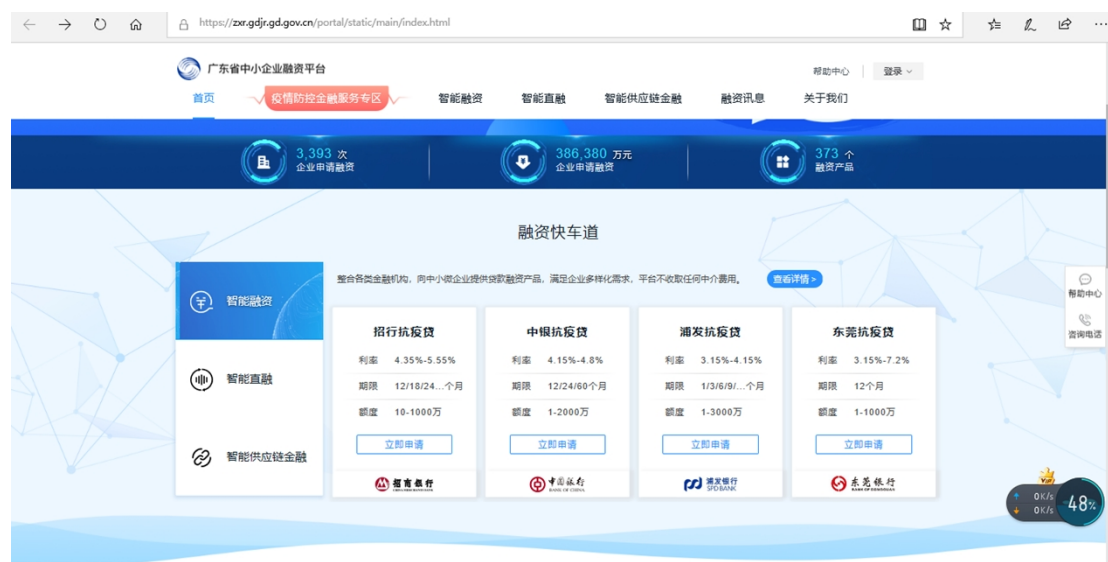 https://zxr.gdjr.gd.gov.cn/portal/static/main/index.html
广东省中小企业融资平台
帮助中心
登录
首页
疫情防控金融服务专区
智能融资
智能直融
智能供应链金融
融资讯息
关于我们
3,393 次
企业申请融资
386,380 万元
企业申请融资
373 个
融资产品
融资快车道
整合各类金融机构，向中小微企业提供贷款融资产品，满足企业多样化需求，平台不收取任何中介费用。
查看详情 >
智能融资
智能直融
智能供应链金融
招行抗疫贷
利率 4.35%-5.55%
期限 12/18/24...个月
额度 10-1000万
立即申请
招商银行
中银抗疫贷
利率 4.15%-4.8%
期限 12/24/60个月
额度 1-2000万
立即申请
中国银行
BANK OF CHINA
浦发抗疫贷
利率 3.15%-4.15%
期限 1/3/6/9/...个月
额度 1-3000万
立即申请
浦发银行
SPD BANK
东莞抗疫贷
利率 3.15%-7.2%
期限 12个月
额度 1-1000万
立即申请
东莞银行
BANK OF DONGGUAN
帮助中心
咨询电话
0K/s
0K/s
48%